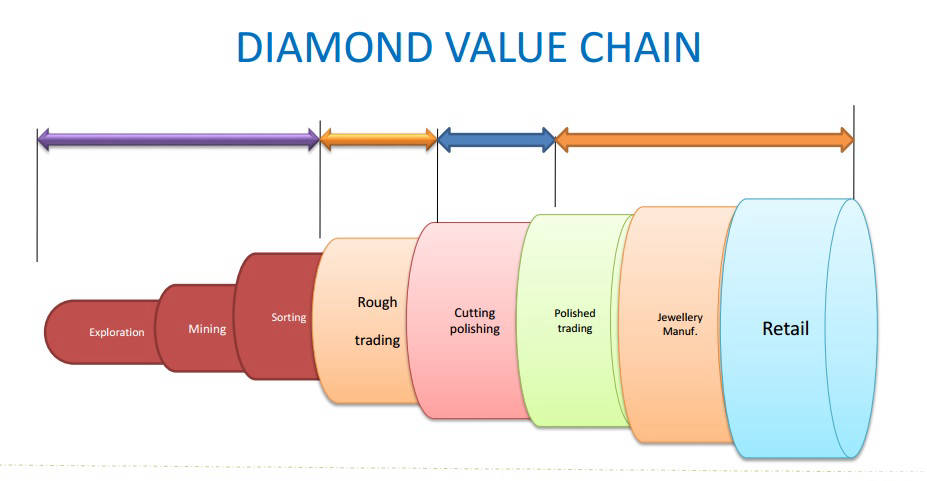 DIAMOND VALUE CHAIN
Exploration
Mining
Sorting
Rough
trading
Cutting
polishing
Polished
trading
Jewellery
Manuf.
Retail